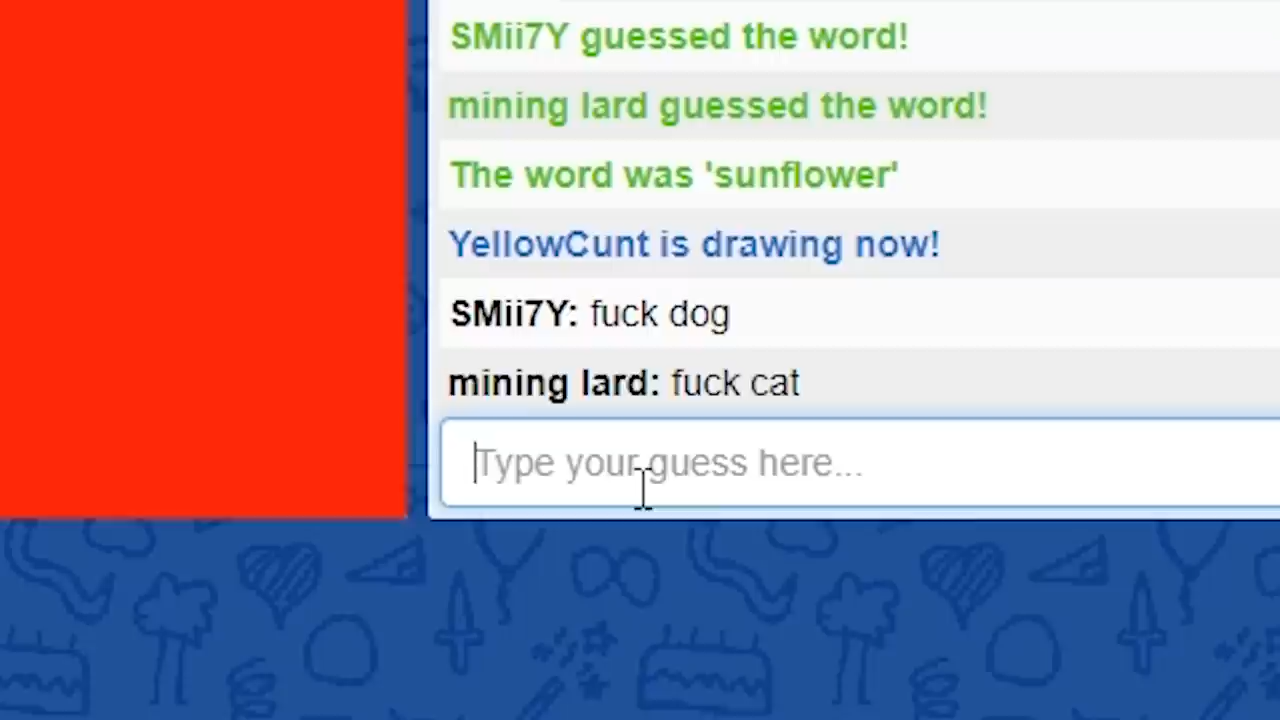 SMii7Y guessed the word!
mining lard guessed the word!
The word was 'sunflower'
YellowCunt is drawing now!
SMii7Y: fuck dog
mining lard: fuck cat
Type your guess here...